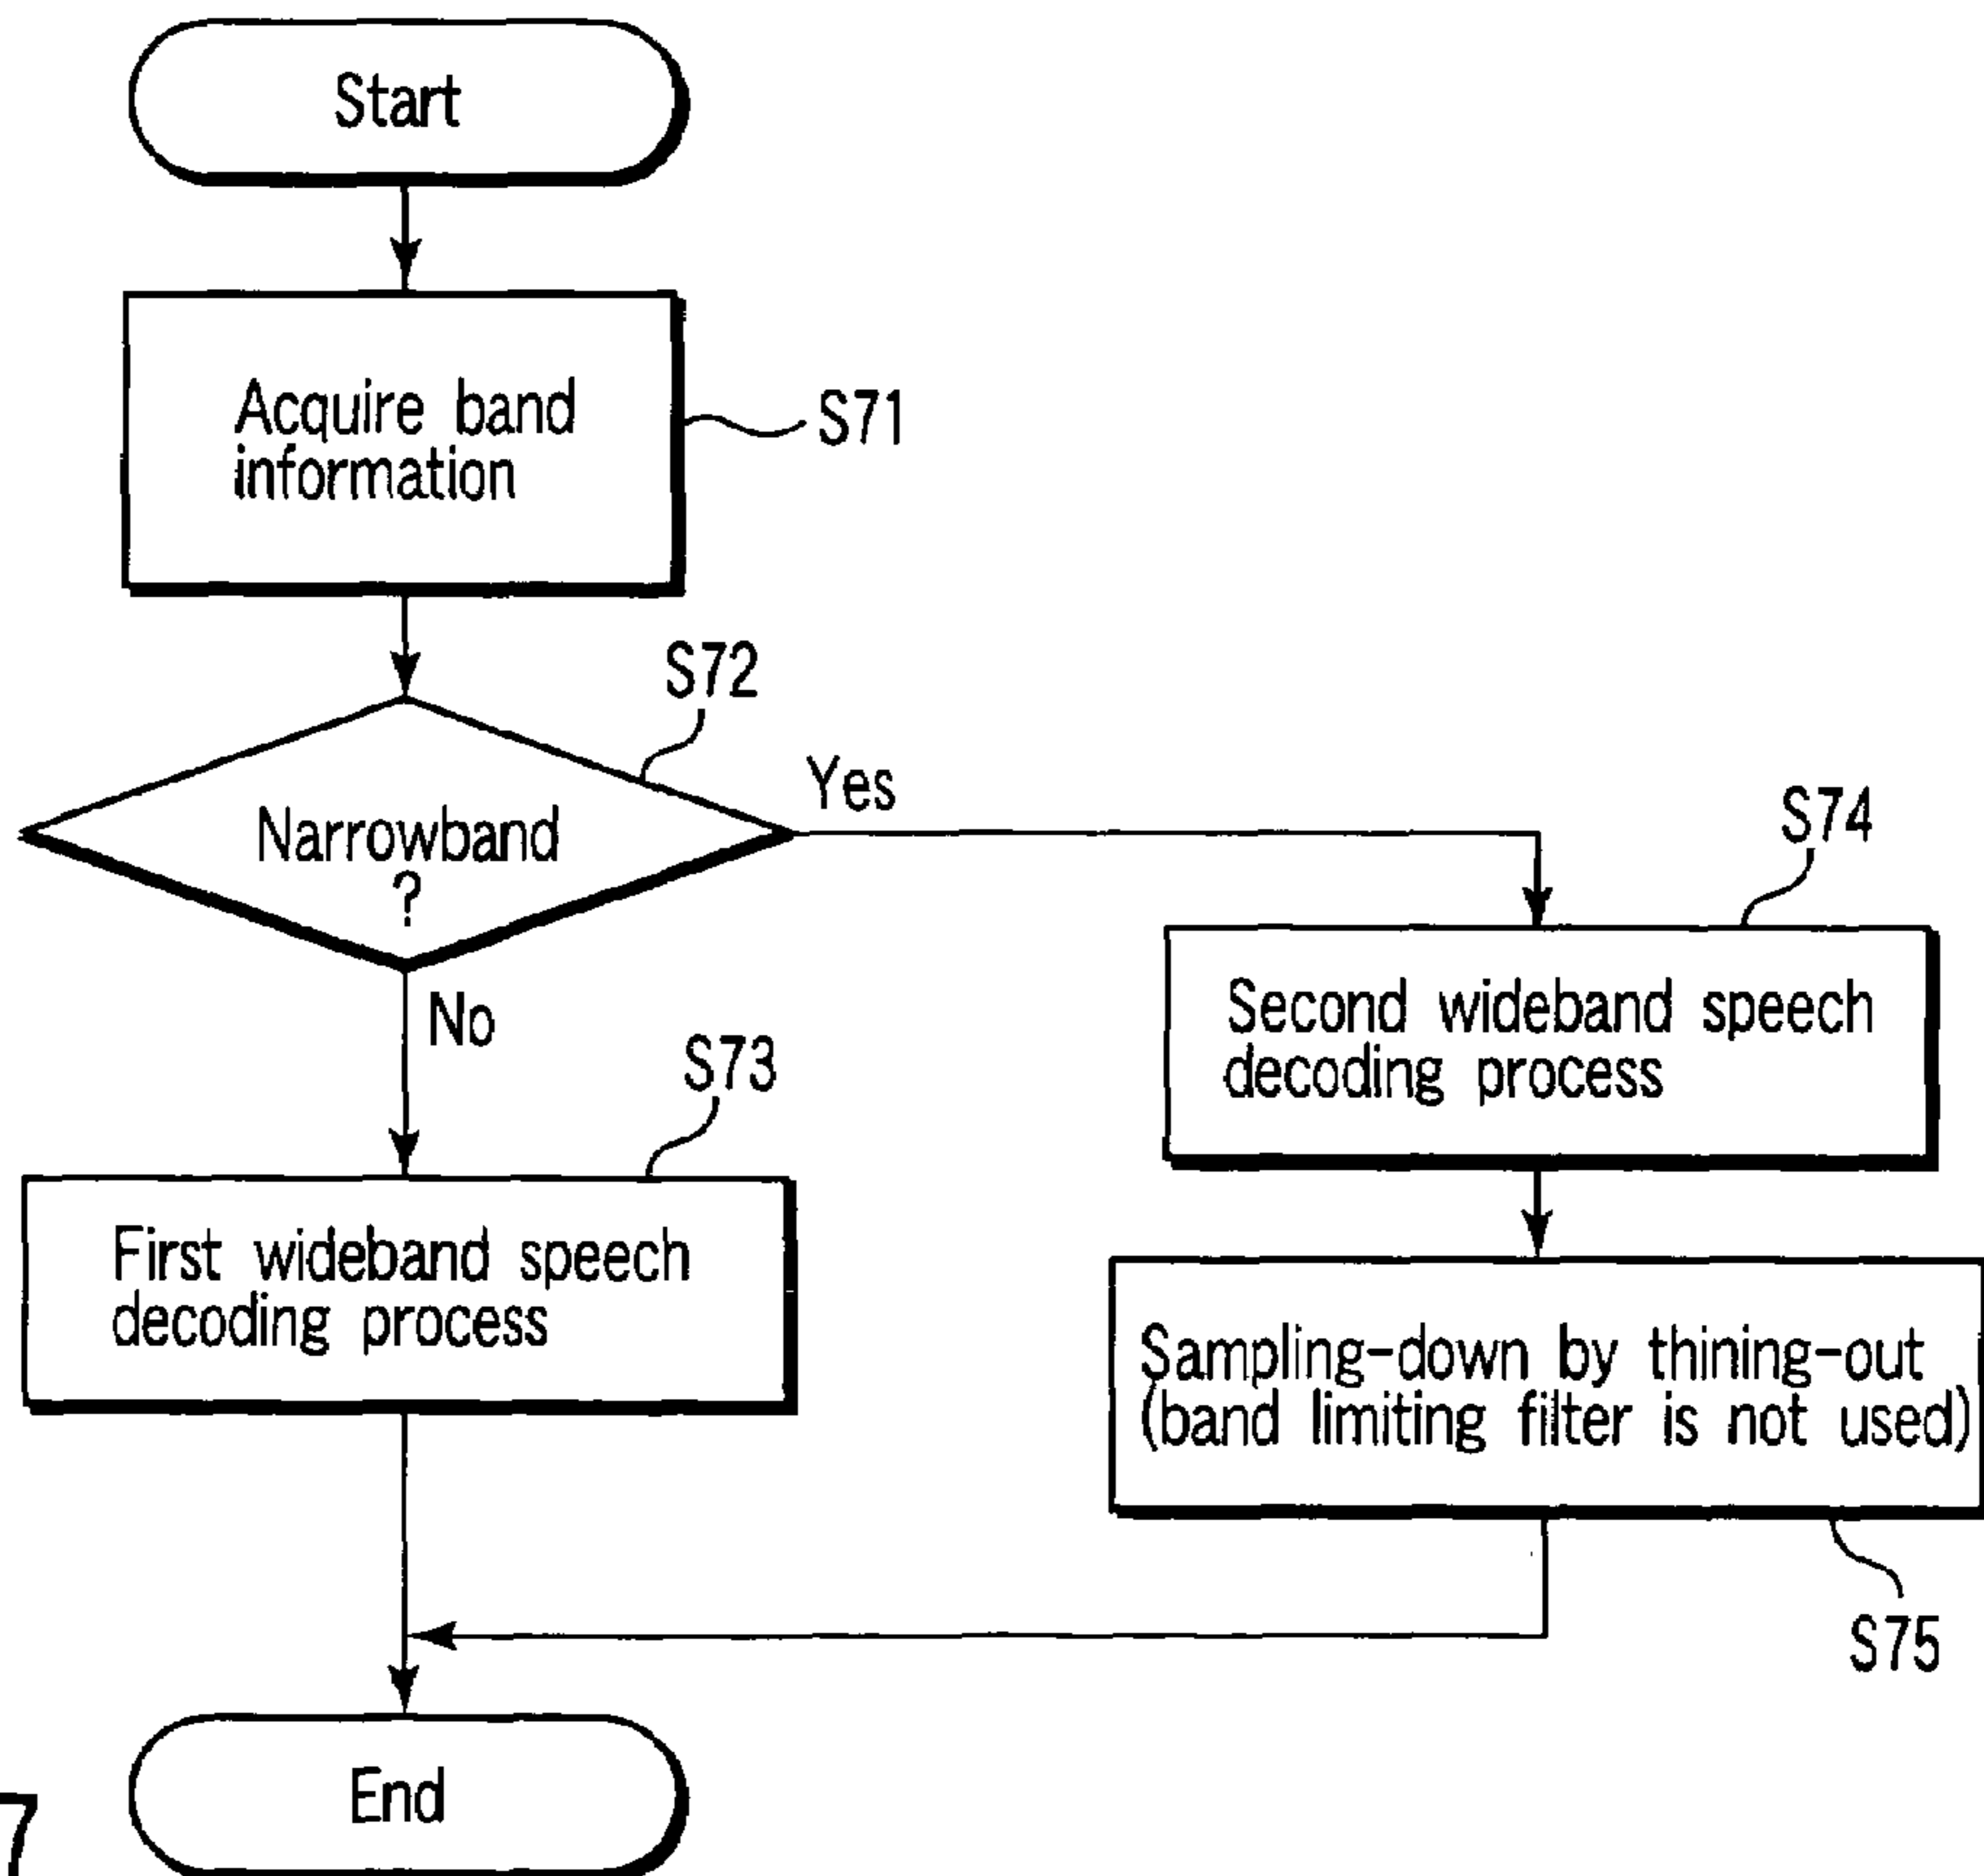 Start
Acquire band
information
S71
S72
Narrowband
?
Yes
No
S73
First wideband speech
decoding process
S74
Second wideband speech
decoding process
Sampling-down by thining-out
(band limiting filter is not used)
S75
End
7